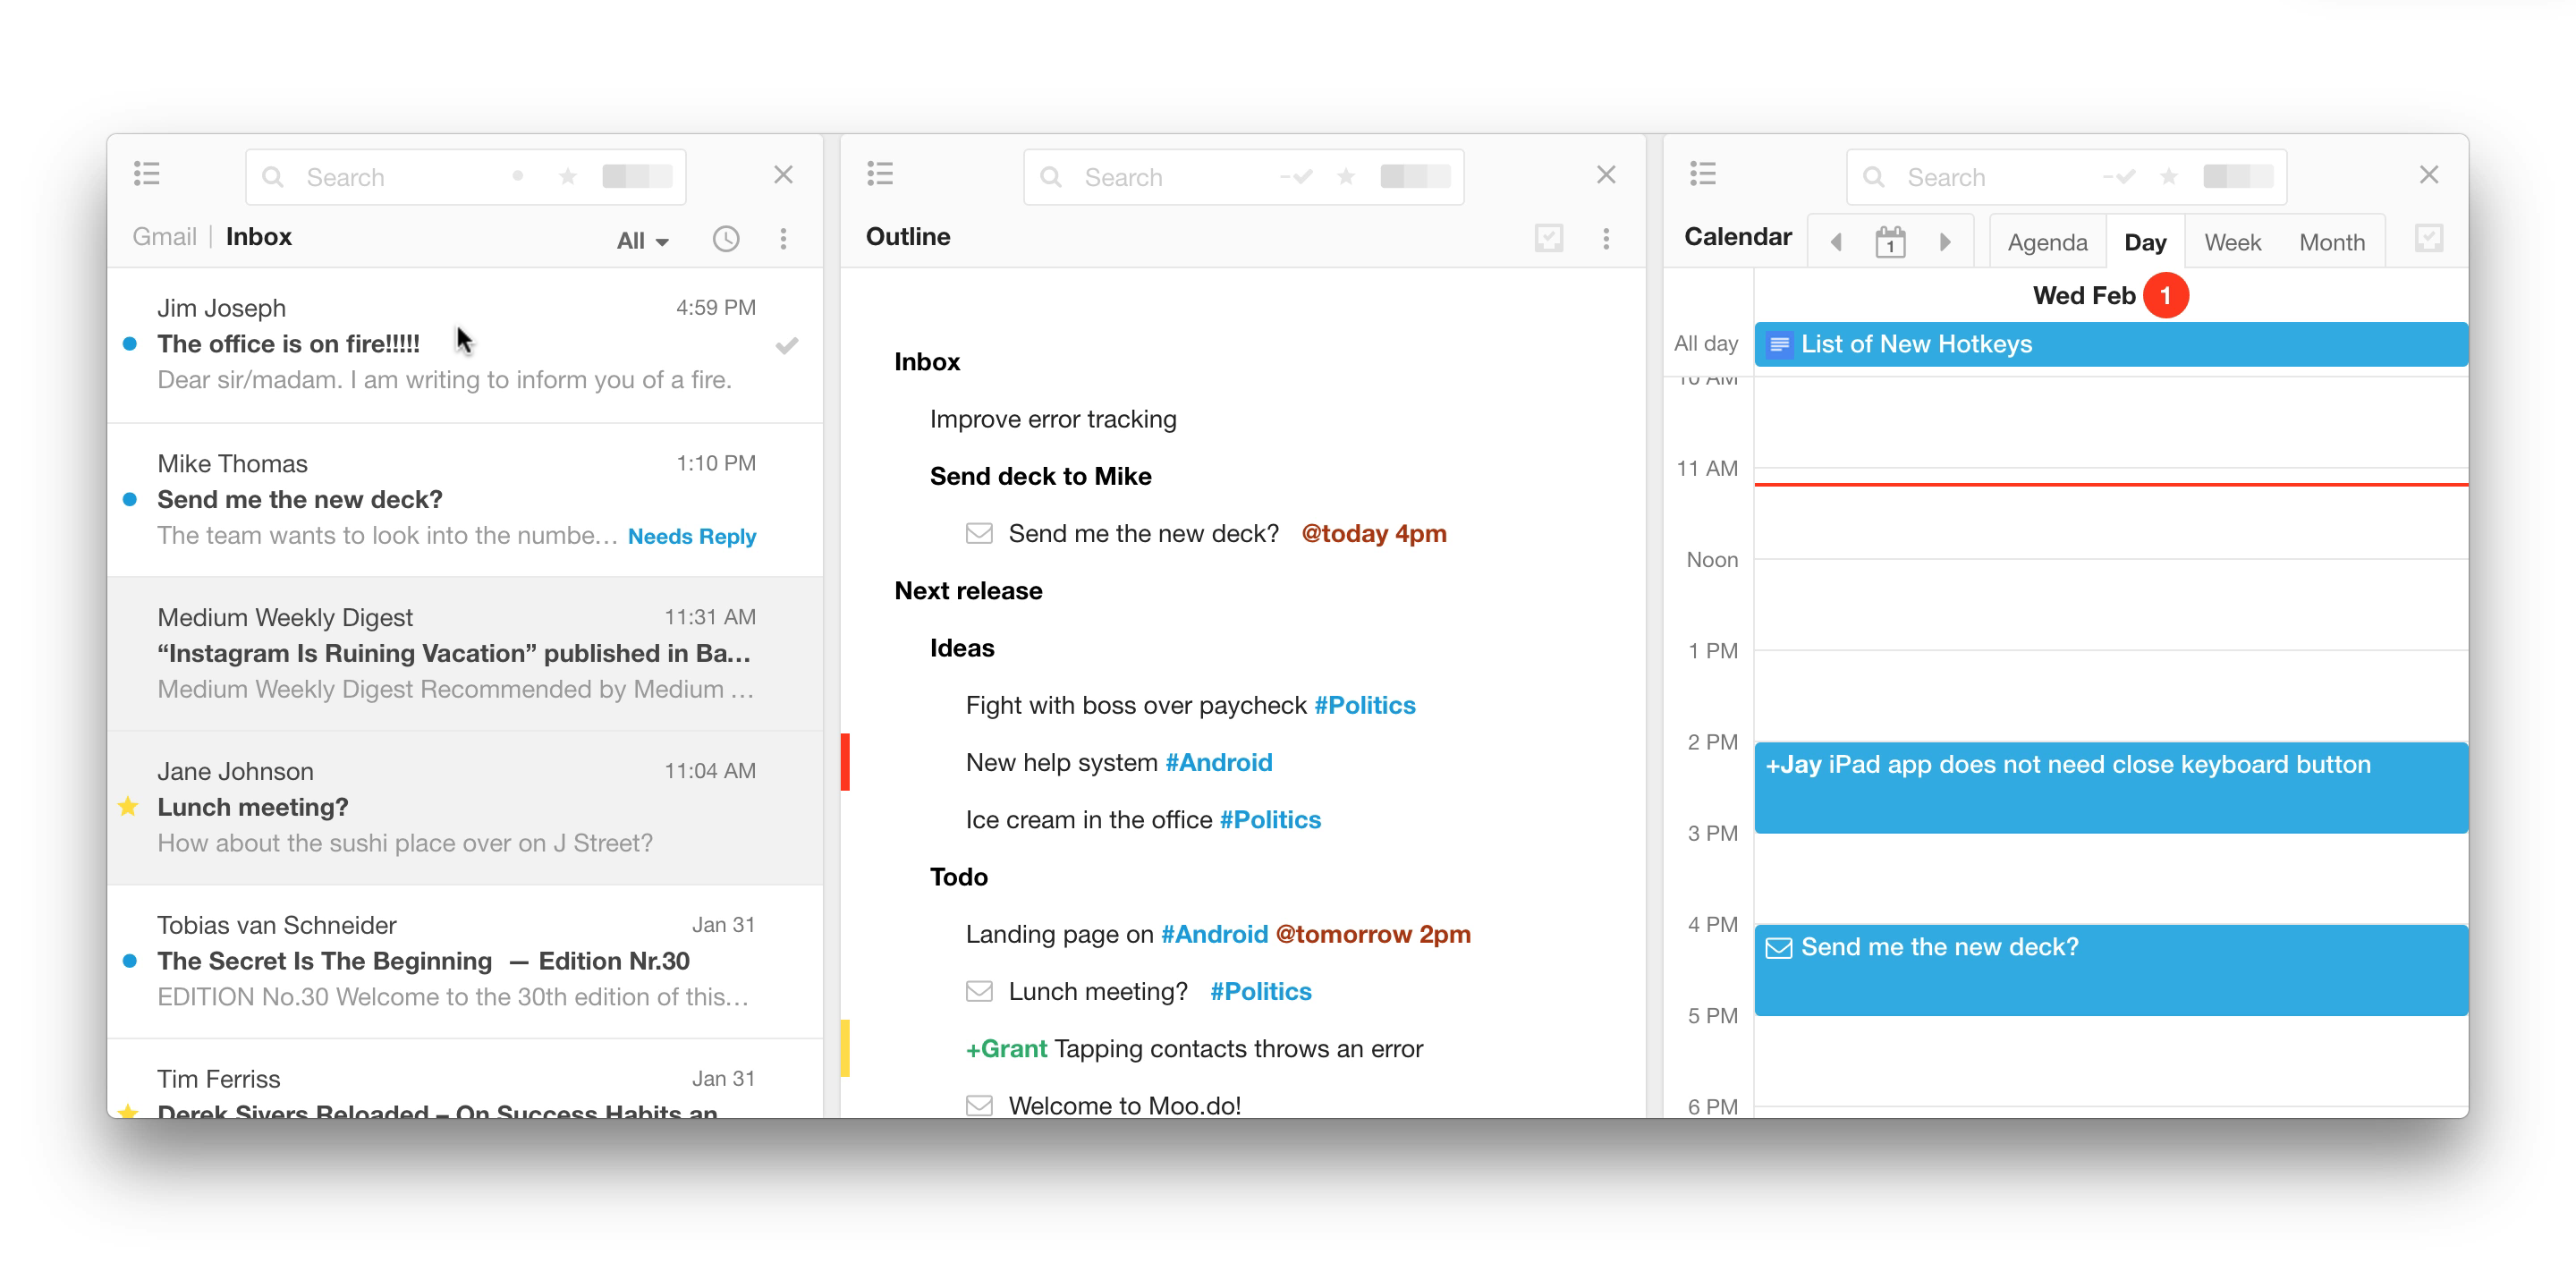 Search
Gmail | Inbox
All
Jim Joseph 4:59 PM
The office is on fire!!!!!
Dear sir/madam. I am writing to inform you of a fire.
Mike Thomas 1:10 PM
Send me the new deck?
The team wants to look into the numbe... Needs Reply
Medium Weekly Digest 11:31 AM
“Instagram Is Ruining Vacation” published in Ba...
Medium Weekly Digest Recommended by Medium ...
Jane Johnson 11:04 AM
Lunch meeting?
How about the sushi place over on J Street?
Tobias van Schneider Jan 31
The Secret Is The Beginning — Edition Nr.30
EDITION No.30 Welcome to the 30th edition of this...
Tim Ferriss Jan 31
Derek Sivers Reloaded – On Success Habits an
Search
Outline
Inbox
Improve error tracking
Send deck to Mike
Send me the new deck? @today 4pm
Next release
Ideas
Fight with boss over paycheck #Politics
New help system #Android
Ice cream in the office #Politics
Todo
Landing page on #Android @tomorrow 2pm
Lunch meeting? #Politics
+Grant Tapping contacts throws an error
Welcome to Moo.do!
Search
Calendar 1 Agenda Day Week Month
Wed Feb 1
All day List of New Hotkeys
10 AM
11 AM
Noon
1 PM
2 PM
+Jay iPad app does not need close keyboard button
3 PM
4 PM
Send me the new deck?
5 PM
6 PM